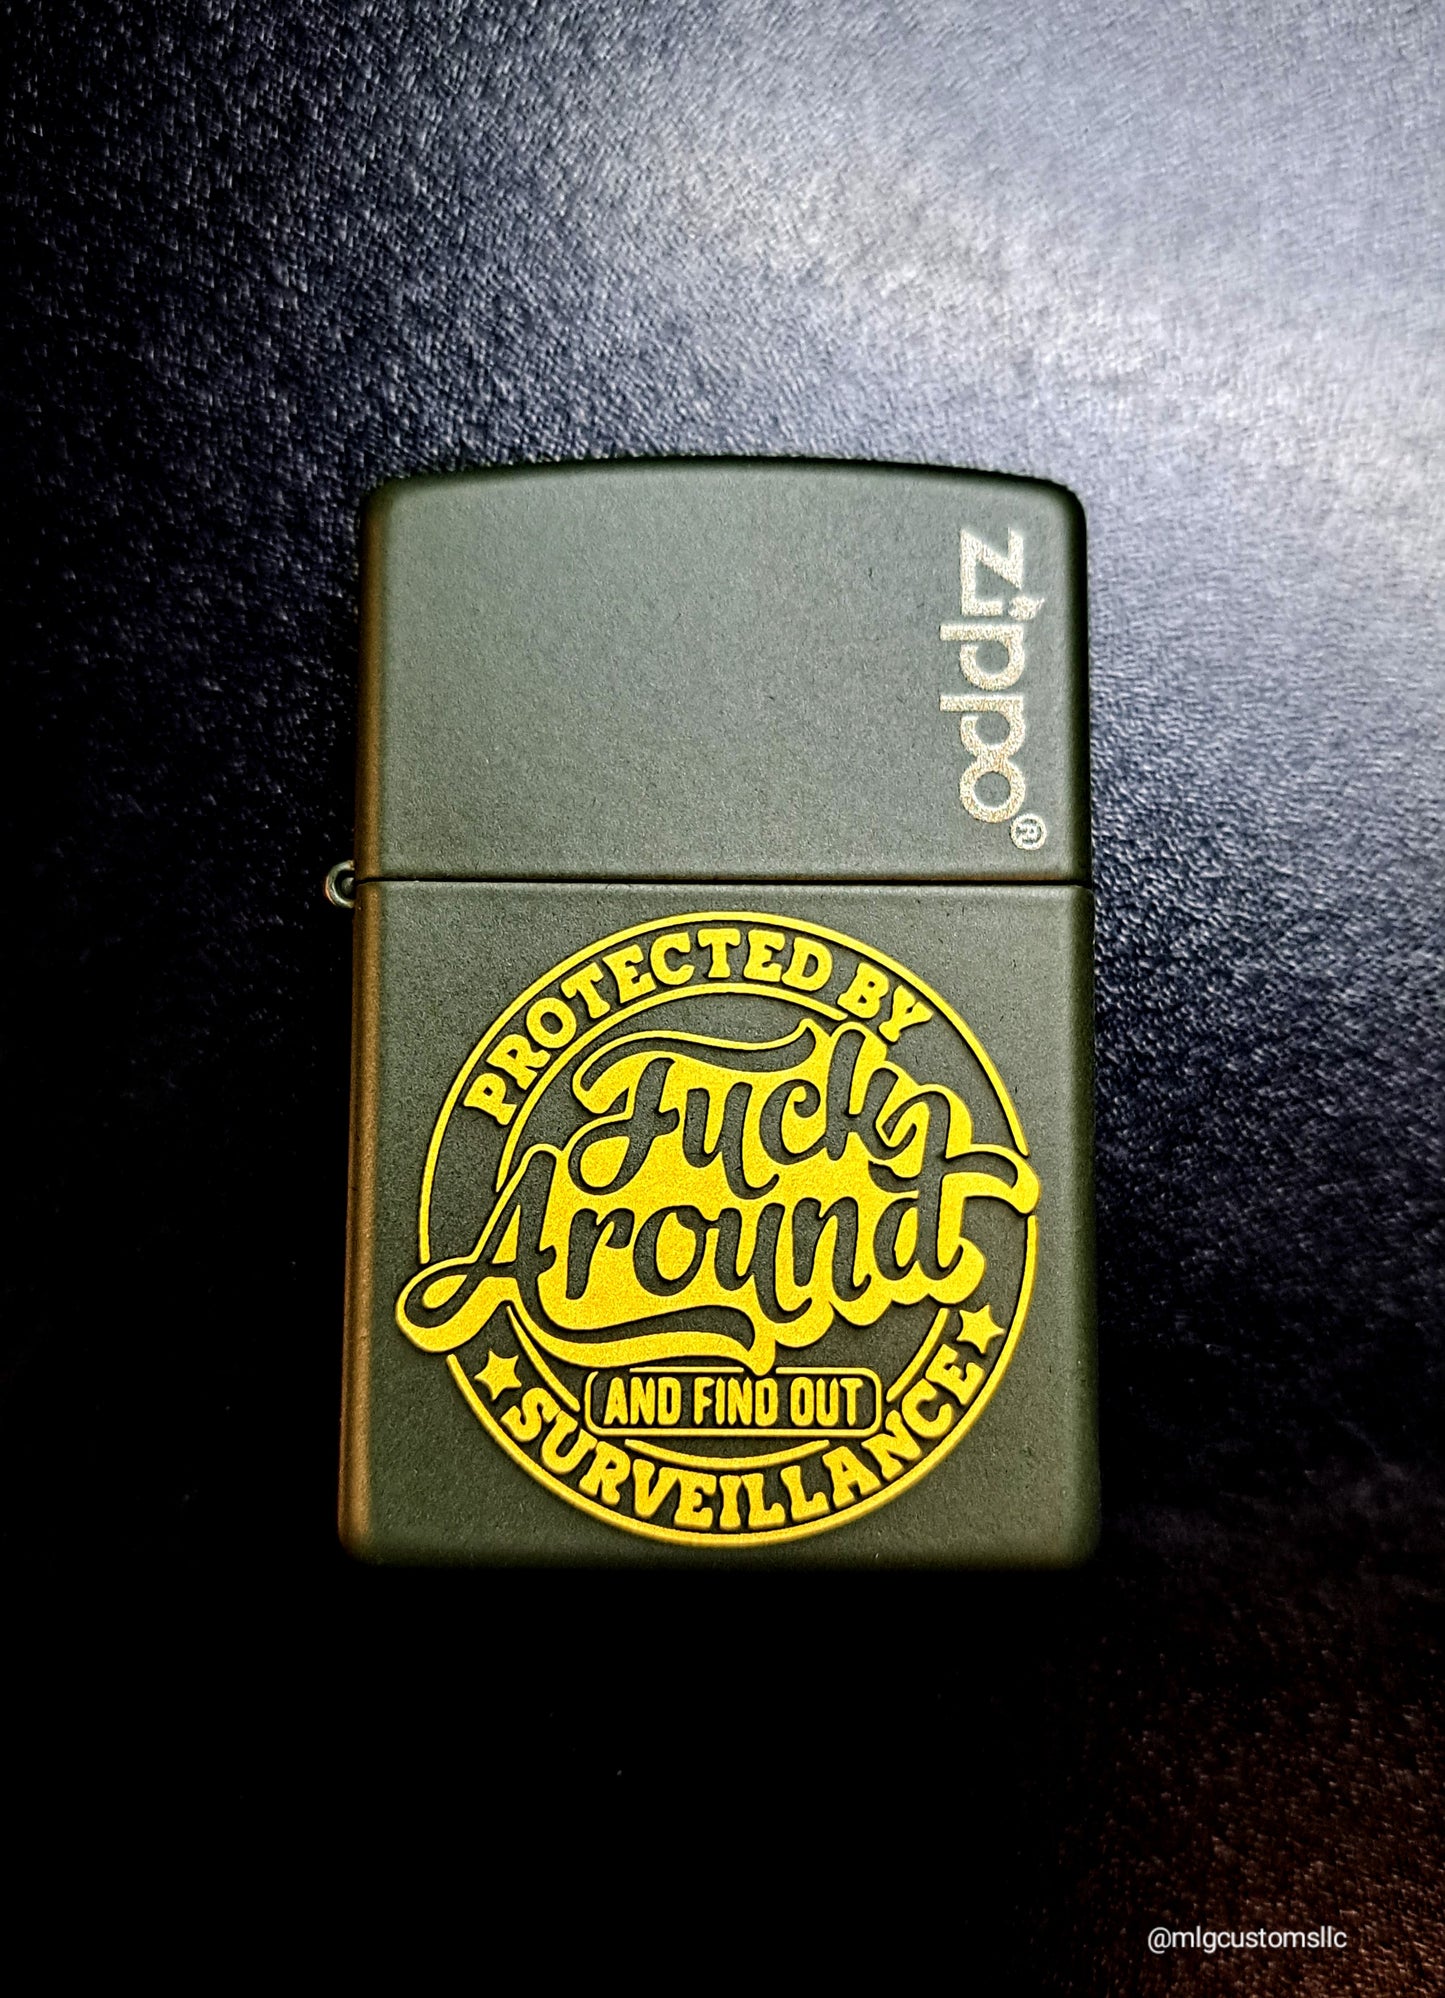 zippo®
PROTECTED BY
Fuck
Around
AND FIND OUT
SURVEILLANCE
@mlgcustomsllc